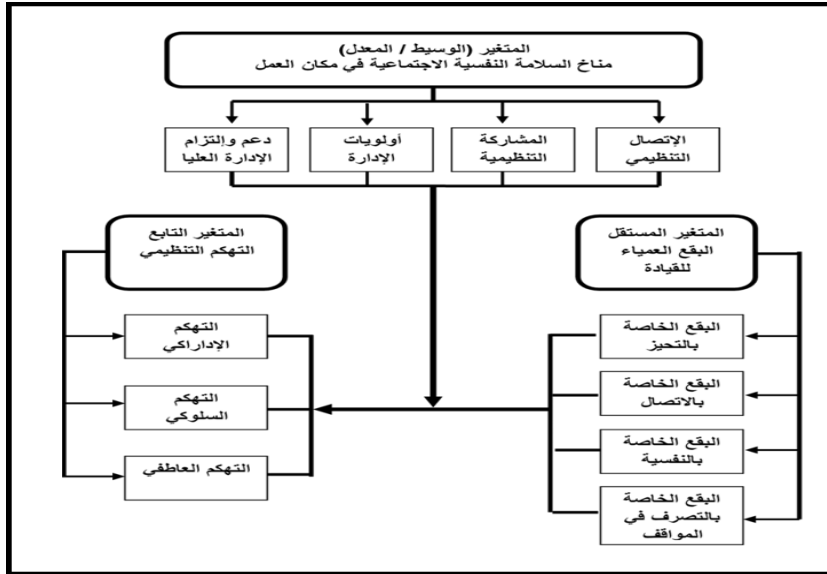 المتغير (الوسيط / المعدل)
مناخ السلامة النفسية الاجتماعية في مكان العمل
الإتصال
التنظيمي
المشاركة
التنظيمية
أولويات
الإدارة
دعم وإلتزام
الإدارة العليا
المتغير المستقل
البقع العمياء
للقيادة
المتغير التابع
التهكم التنظيمي
البقع الخاصة
بالتحيز
البقع الخاصة
بالاتصال
البقع الخاصة
بالنفسية
البقع الخاصة
بالتصرف في
المواقف
التهكم
الإداراكي
التهكم
السلوكي
التهكم العاطفي